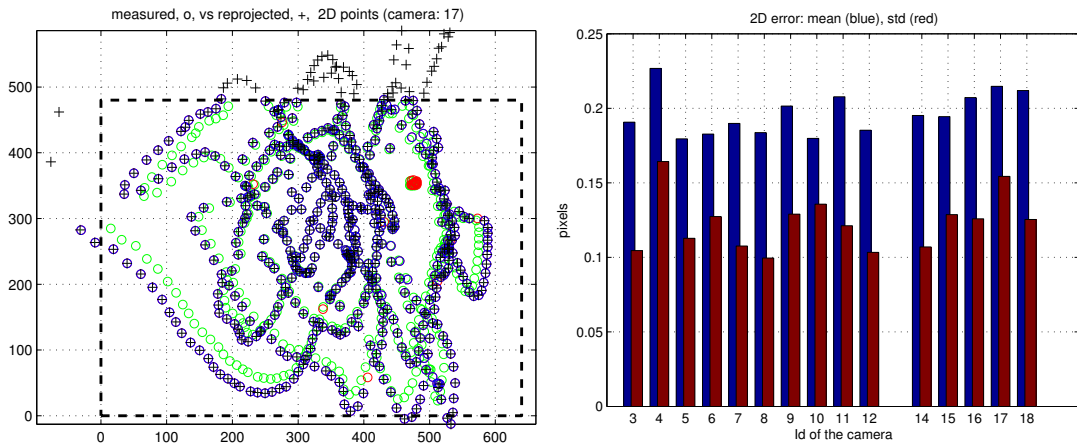 measured, o, vs reprojected, +, 2D points (camera: 17)
500
400
300
200
100
0
0 100 200 300 400 500 600
2D error: mean (blue), std (red)
0.25
0.2
0.15
0.1
0.05
0
pixels
3 4 5 6 7 8 9 10 11 12 14 15 16 17 18
Id of the camera